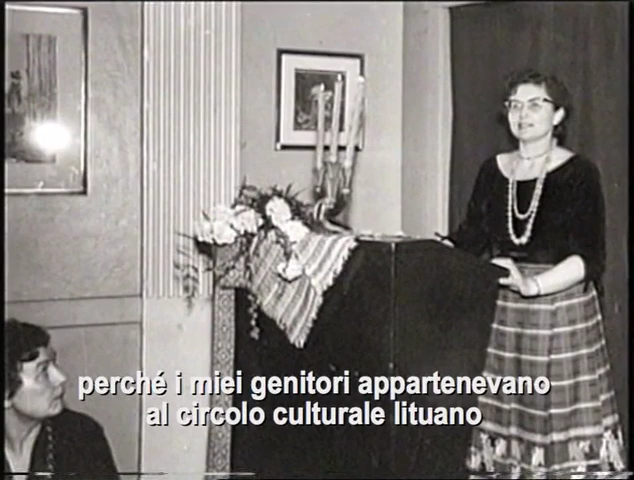 perché i miei genitori appartenevano
al circolo culturale lituano